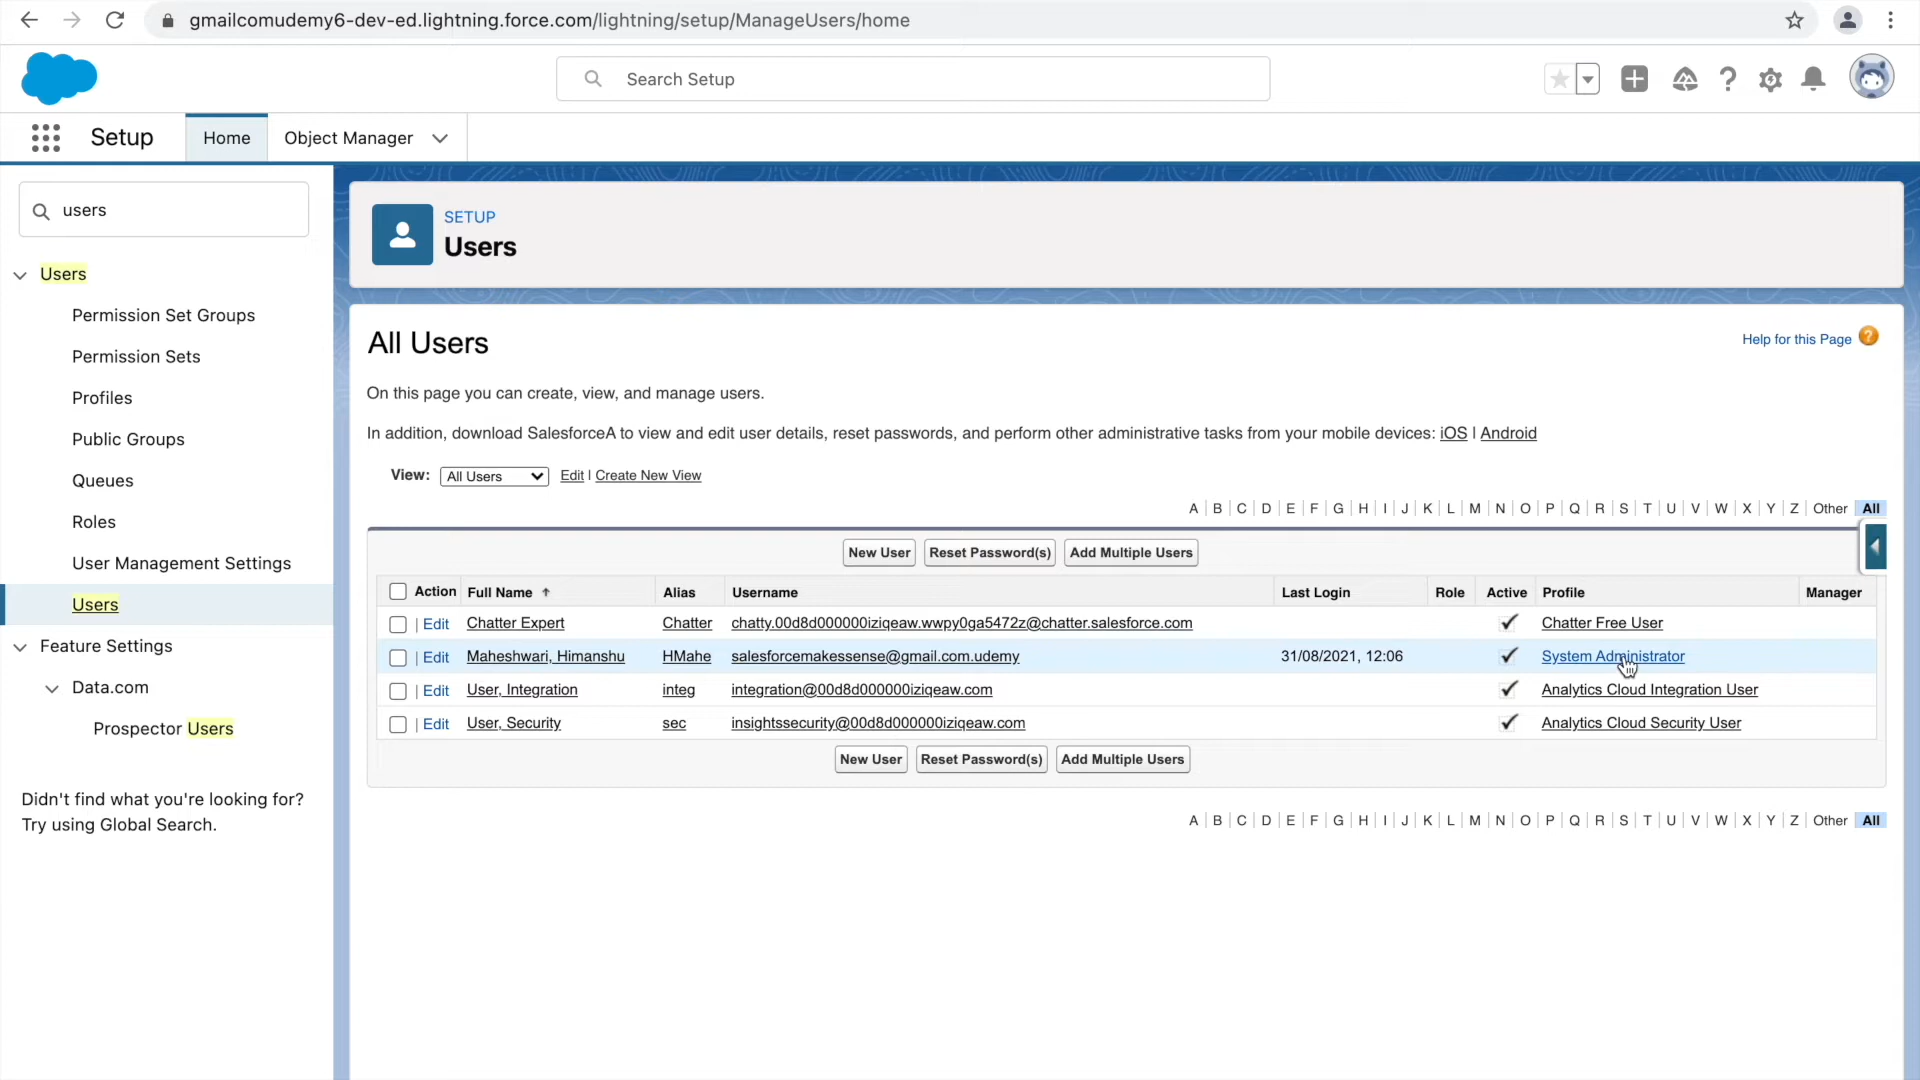 gmailcomudemy6-dev-ed.lightning.force.com/lightning/setup/ManageUsers/home
Search Setup
Setup
Home
Object Manager
users
Users
Permission Set Groups
Permission Sets
Profiles
Public Groups
Queues
Roles
User Management Settings
Users
Feature Settings
Data.com
Prospector Users
Didn't find what you're looking for?
Try using Global Search.
SETUP
Users
All Users
Help for this Page
On this page you can create, view, and manage users.
In addition, download SalesforceA to view and edit user details, reset passwords, and perform other administrative tasks from your mobile devices: iOS | Android
View: All Users Edit | Create New View
A | B | C | D | E | F | G | H | I | J | K | L | M | N | O | P | Q | R | S | T | U | V | W | X | Y | Z | Other | All
New User Reset Password(s) Add Multiple Users
Action Full Name ↑ Alias Username Last Login Role Active Profile Manager
| Edit Chatter Expert Chatter chatty.00d8d000000iziqeaw.wwpy0ga5472z@chatter.salesforce.com ✓ Chatter Free User
| Edit Maheshwari, Himanshu HMahe salesforcemakessense@gmail.com.udemy 31/08/2021, 12:06 ✓ System Administrator
| Edit User, Integration integ integration@00d8d000000iziqeaw.com ✓ Analytics Cloud Integration User
| Edit User, Security sec insightssecurity@00d8d000000iziqeaw.com ✓ Analytics Cloud Security User
New User Reset Password(s) Add Multiple Users
A | B | C | D | E | F | G | H | I | J | K | L | M | N | O | P | Q | R | S | T | U | V | W | X | Y | Z | Other | All